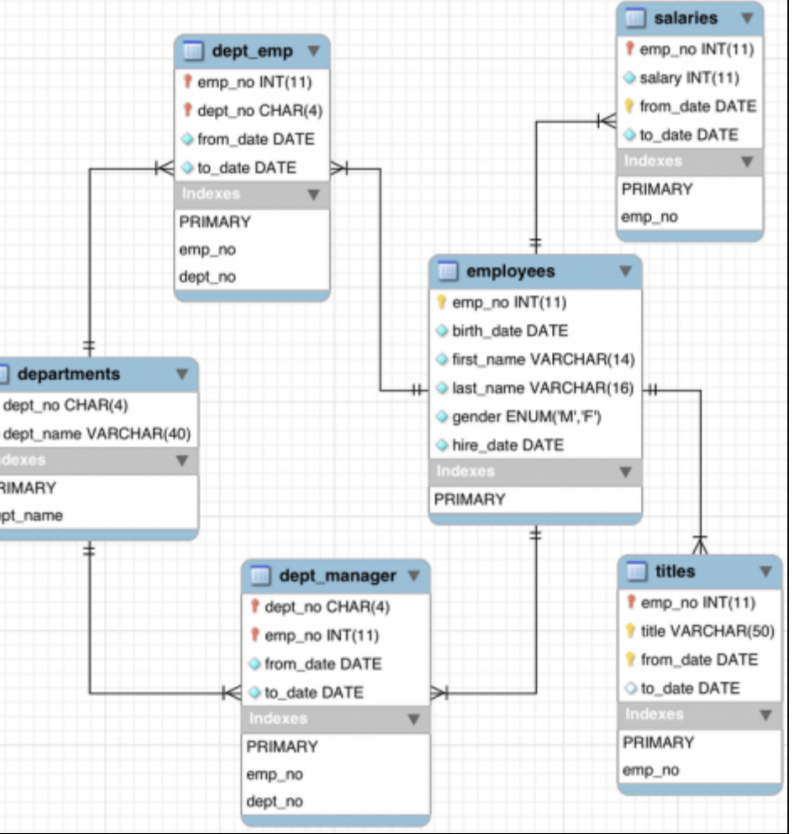 dept_emp
emp_no INT(11)
dept_no CHAR(4)
from_date DATE
to_date DATE
Indexes
PRIMARY
emp_no
dept_no
salaries
emp_no INT(11)
salary INT(11)
from_date DATE
to_date DATE
Indexes
PRIMARY
emp_no
employees
emp_no INT(11)
birth_date DATE
first_name VARCHAR(14)
last_name VARCHAR(16)
gender ENUM('M','F')
hire_date DATE
Indexes
PRIMARY
departments
dept_no CHAR(4)
dept_name VARCHAR(40)
ndexes
RIMARY
ept_name
dept_manager
dept_no CHAR(4)
emp_no INT(11)
from_date DATE
to_date DATE
Indexes
PRIMARY
emp_no
dept_no
titles
emp_no INT(11)
title VARCHAR(50)
from_date DATE
to_date DATE
Indexes
PRIMARY
emp_no